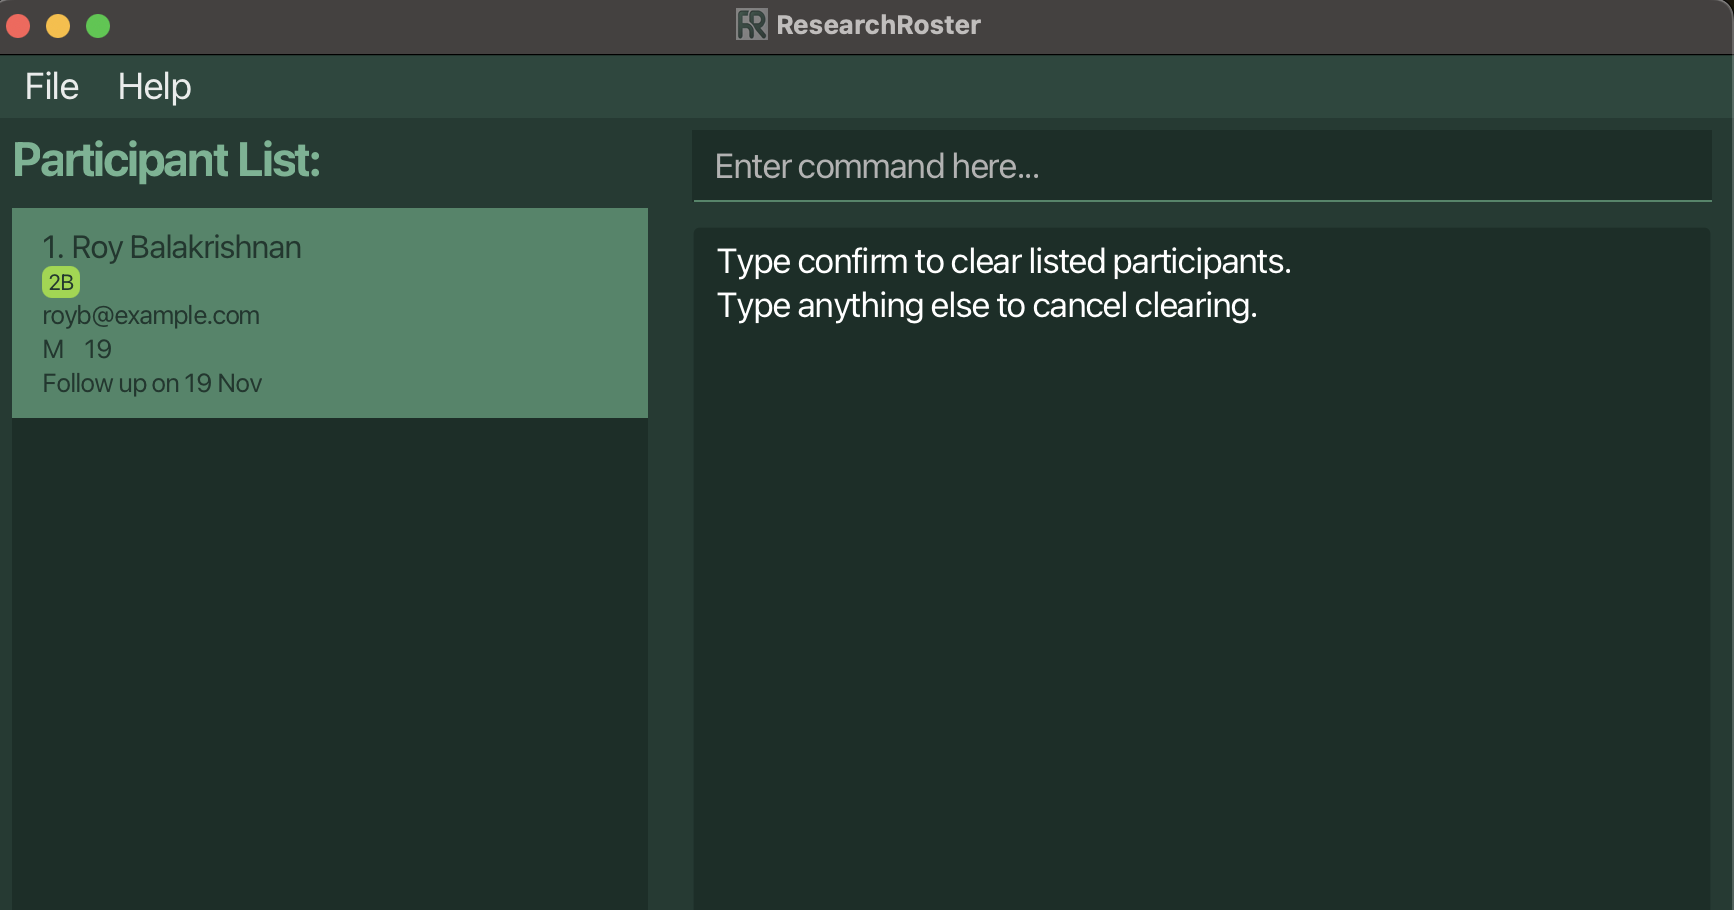 ResearchRoster
File Help
Participant List:
1. Roy Balakrishnan
2B
royb@example.com
M 19
Follow up on 19 Nov
Enter command here...
Type confirm to clear listed participants.
Type anything else to cancel clearing.